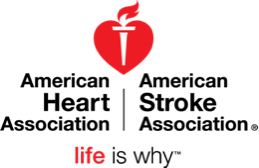 American American
Heart Stroke
Association Association®
life is why™